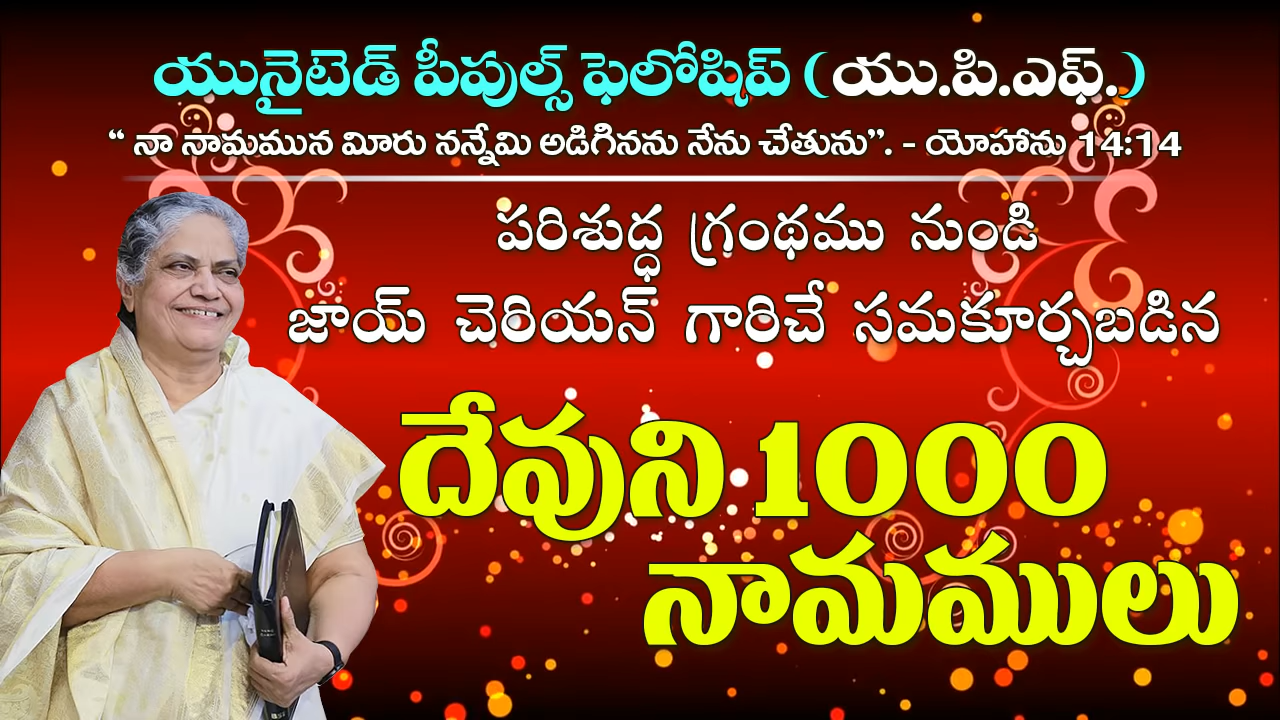 యునైటెడ్ పీపుల్స్ ఫెలోషిప్ (యు.పి.ఎఫ్.)
“ నా నామమున మీరు నన్నేమి అడిగినను నేను చేతును”. - యోహాను 14:14
పరిశుద్ధ గ్రంథము నుండి
జాయ్ చెరియన్ గారిచే సమకూర్చబడిన
దేవుని 1000
నామములు